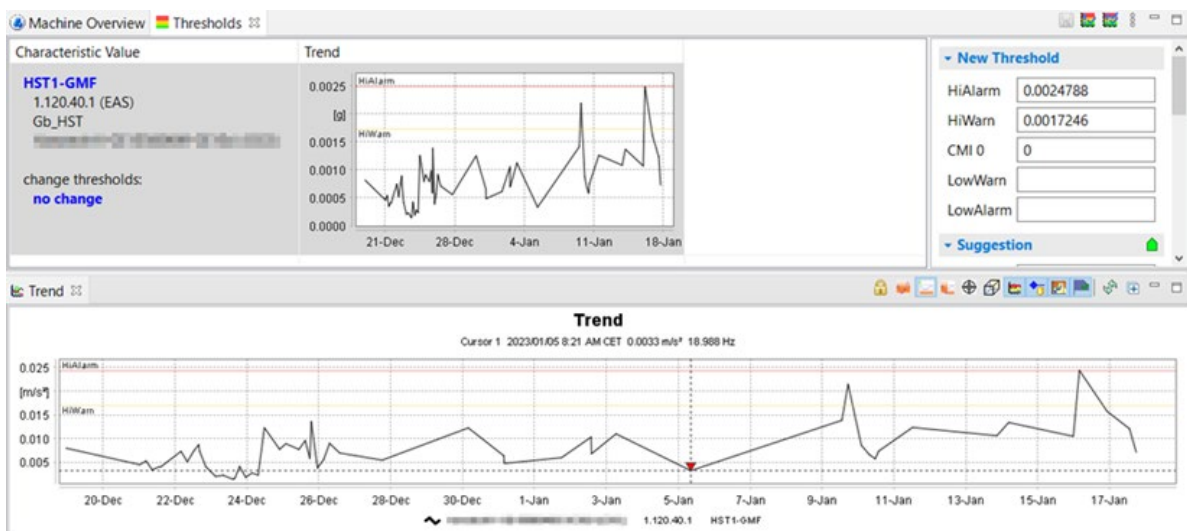 Machine Overview Thresholds
Characteristic Value Trend
HST1-GMF
1.120.40.1 (EAS)
Gb_HST
change thresholds:
no change
0.0025
[g]
0.0015
0.0010
0.0005
0.0000
HiAlarm
HiWarn
21-Dec 28-Dec 4-Jan 11-Jan 18-Jan
New Threshold
HiAlarm 0.0024788
HiWarn 0.0017246
CMI 0 0
LowWarn
LowAlarm
Suggestion
Trend
Trend
Cursor 1 2023/01/05 8:21 AM CET 0.0033 m/s² 18.988 Hz
0.025
[m/s²]
0.015
0.010
0.005
HiAlarm
HiWarn
20-Dec 22-Dec 24-Dec 26-Dec 28-Dec 30-Dec 1-Jan 3-Jan 5-Jan 7-Jan 9-Jan 11-Jan 13-Jan 15-Jan 17-Jan
1.120.40.1 HST1-GMF